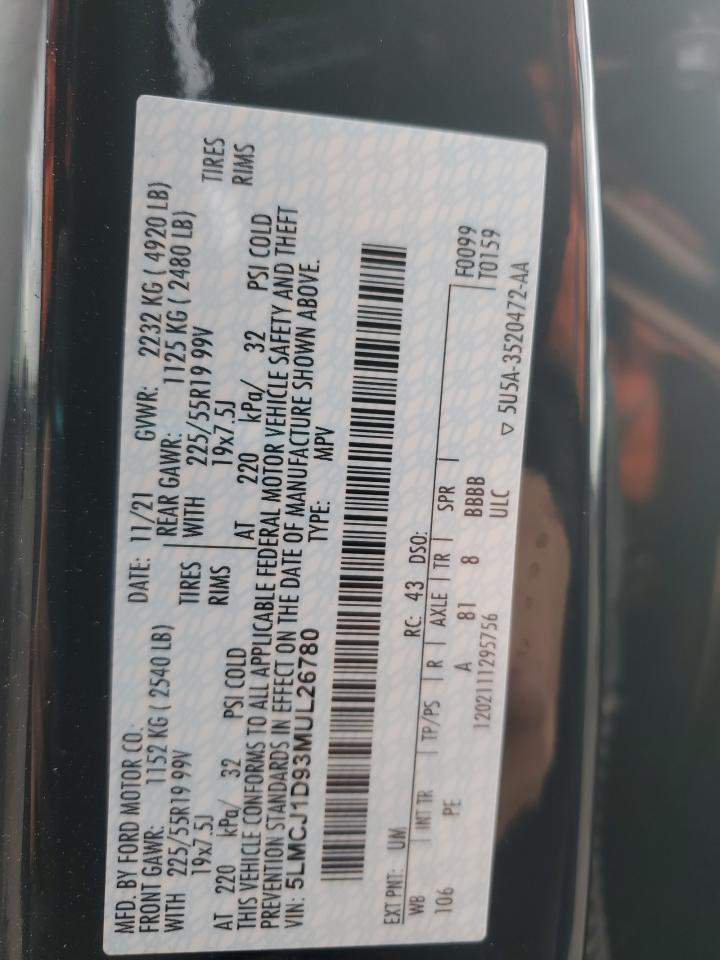 MFD. BY FORD MOTOR CO. DATE: 11/21 GVWR: 2232 KG ( 4920 LB)
FRONT GAWR: 1152 KG ( 2540 LB) REAR GAWR: 1125 KG ( 2480 LB)
WITH 225/55R19 99V TIRES WITH 225/55R19 99V TIRES
19x7.5J RIMS 19x7.5J RIMS
AT 220 kPa/ 32 PSI COLD AT 220 kPa/ 32 PSI COLD
THIS VEHICLE CONFORMS TO ALL APPLICABLE FEDERAL MOTOR VEHICLE SAFETY AND THEFT
PREVENTION STANDARDS IN EFFECT ON THE DATE OF MANUFACTURE SHOWN ABOVE.
VIN: 5LMCJ1D93MUL26780 TYPE: MPV
EXT PNT: UM RC: 43 DSO: F0099
WB INT TR TP/PS R AXLE TR SPR T0159
106 PE A 81 8 BBBB
1202111295756 ULC
▽ 5U5A-3520472-AA